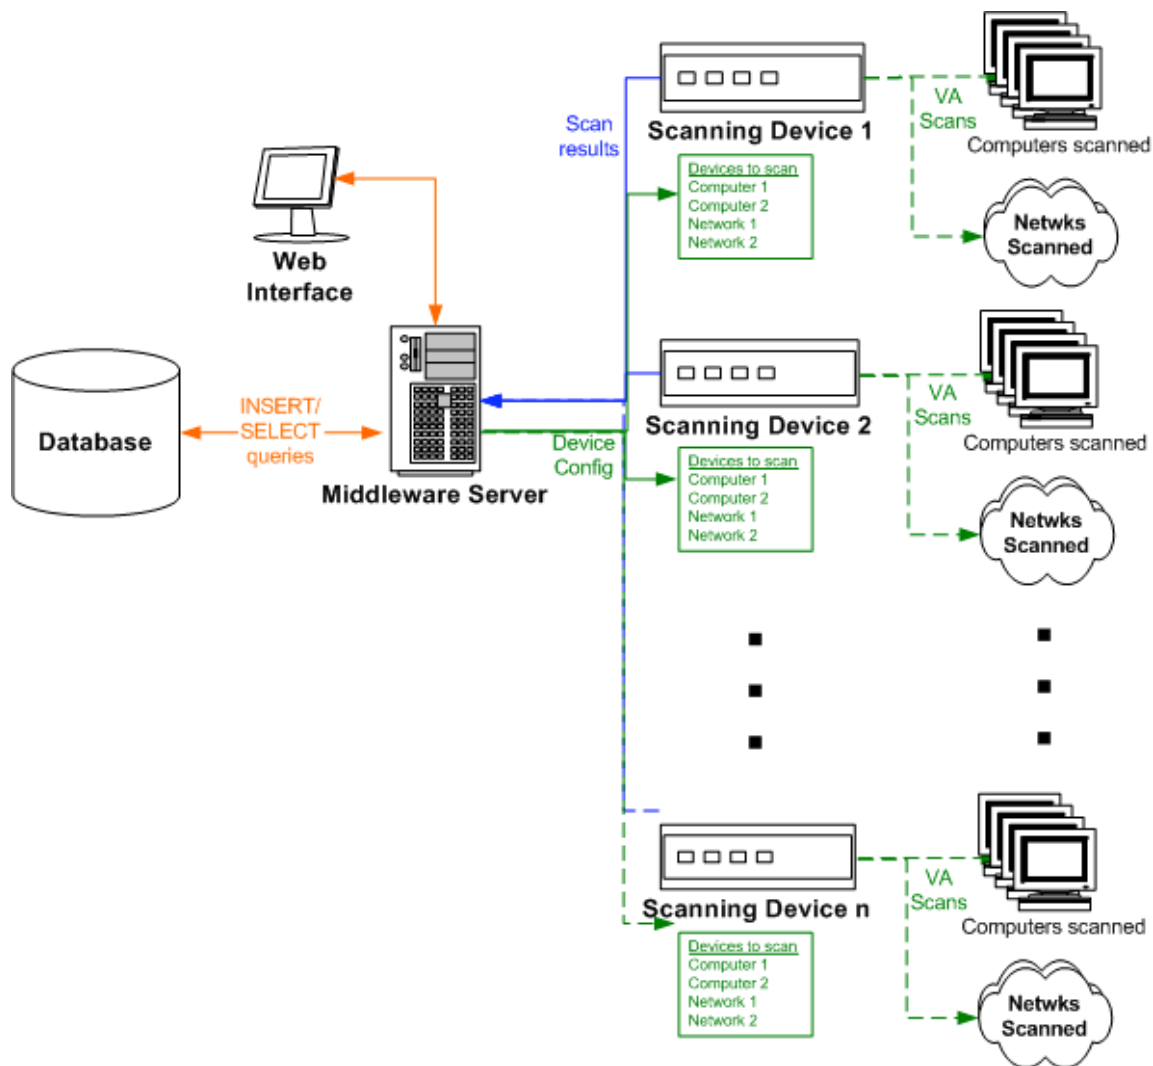 Scanning Device 1
VA
Scans
Computers scanned
Scan
results
Devices to scan
Computer 1
Computer 2
Network 1
Network 2
Netwks
Scanned
Web
Interface
Database
INSERT/
SELECT
queries
Middleware Server
Device
Config
Scanning Device 2
VA
Scans
Computers scanned
Devices to scan
Computer 1
Computer 2
Network 1
Network 2
Netwks
Scanned
Scanning Device n
VA
Scans
Computers scanned
Devices to scan
Computer 1
Computer 2
Network 1
Network 2
Netwks
Scanned